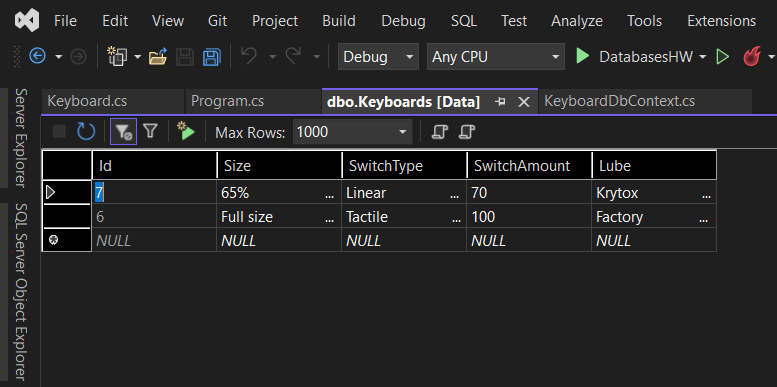 File Edit View Git Project Build Debug SQL Test Analyze Tools Extensions
Debug Any CPU DatabasesHW
Server Explorer
SQL Server Object Explorer
Keyboard.cs Program.cs dbo.Keyboards [Data] KeyboardDbContext.cs
Max Rows: 1000
Id Size SwitchType SwitchAmount Lube
7 65% ... Linear ... 70 Krytox ...
6 Full size ... Tactile ... 100 Factory ...
NULL NULL NULL NULL NULL